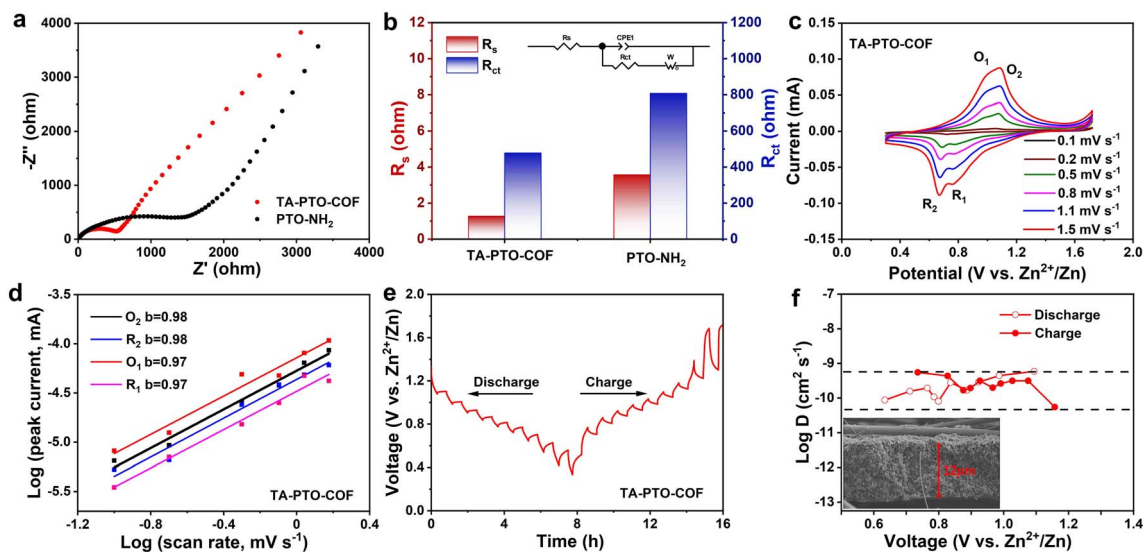 a
4000
3000
2000
1000
0
-Z'' (ohm)
TA-PTO-COF
PTO-NH2
0 1000 2000 3000 4000
Z' (ohm)
b
12
10
8
6
4
2
0
Rs (ohm)
Rs
Rct
Rs CPE1
Rct W
1200
1000
800
600
400
200
0
Rct (ohm)
TA-PTO-COF PTO-NH2
c
TA-PTO-COF
0.15
0.10
0.05
0.00
-0.05
-0.10
-0.15
Current (mA)
O1 O2
R2 R1
0.1 mV s⁻¹
0.2 mV s⁻¹
0.5 mV s⁻¹
0.8 mV s⁻¹
1.1 mV s⁻¹
1.5 mV s⁻¹
0.0 0.4 0.8 1.2 1.6 2.0
Potential (V vs. Zn²⁺/Zn)
d
-3.5
-4.0
-4.5
-5.0
-5.5
Log (peak current, mA)
O2 b=0.98
R2 b=0.98
O1 b=0.97
R1 b=0.97
TA-PTO-COF
-1.2 -0.8 -0.4 0.0 0.4
Log (scan rate, mV s⁻¹)
e
2.0
1.6
1.2
0.8
0.4
0.0
Voltage (V vs. Zn²⁺/Zn)
Discharge Charge
TA-PTO-COF
0 4 8 12 16
Time (h)
f
-7
-8
-9
-10
-11
-12
-13
Log D (cm² s⁻¹)
Discharge
Charge
12μm
0.6 0.8 1.0 1.2 1.4
Voltage (V vs. Zn²⁺/Zn)